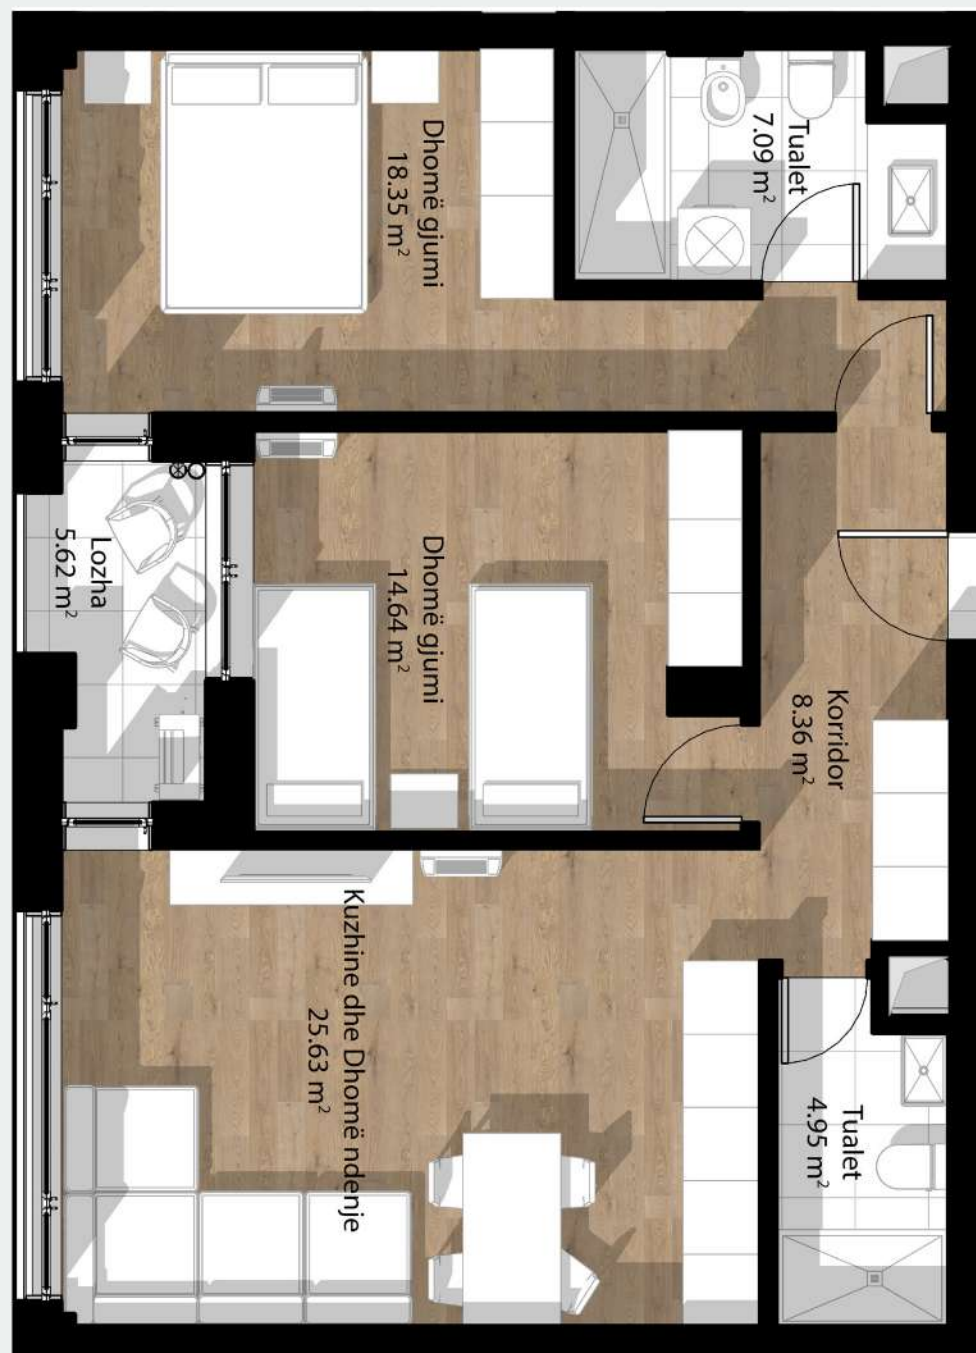 Tualet
7.09 m²
Dhomë gjumi
18.35 m²
Lozha
5.62 m²
Dhomë gjumi
14.64 m²
Korridor
8.36 m²
Kuzhine dhe Dhomë ndenje
25.63 m²
Tualet
4.95 m²